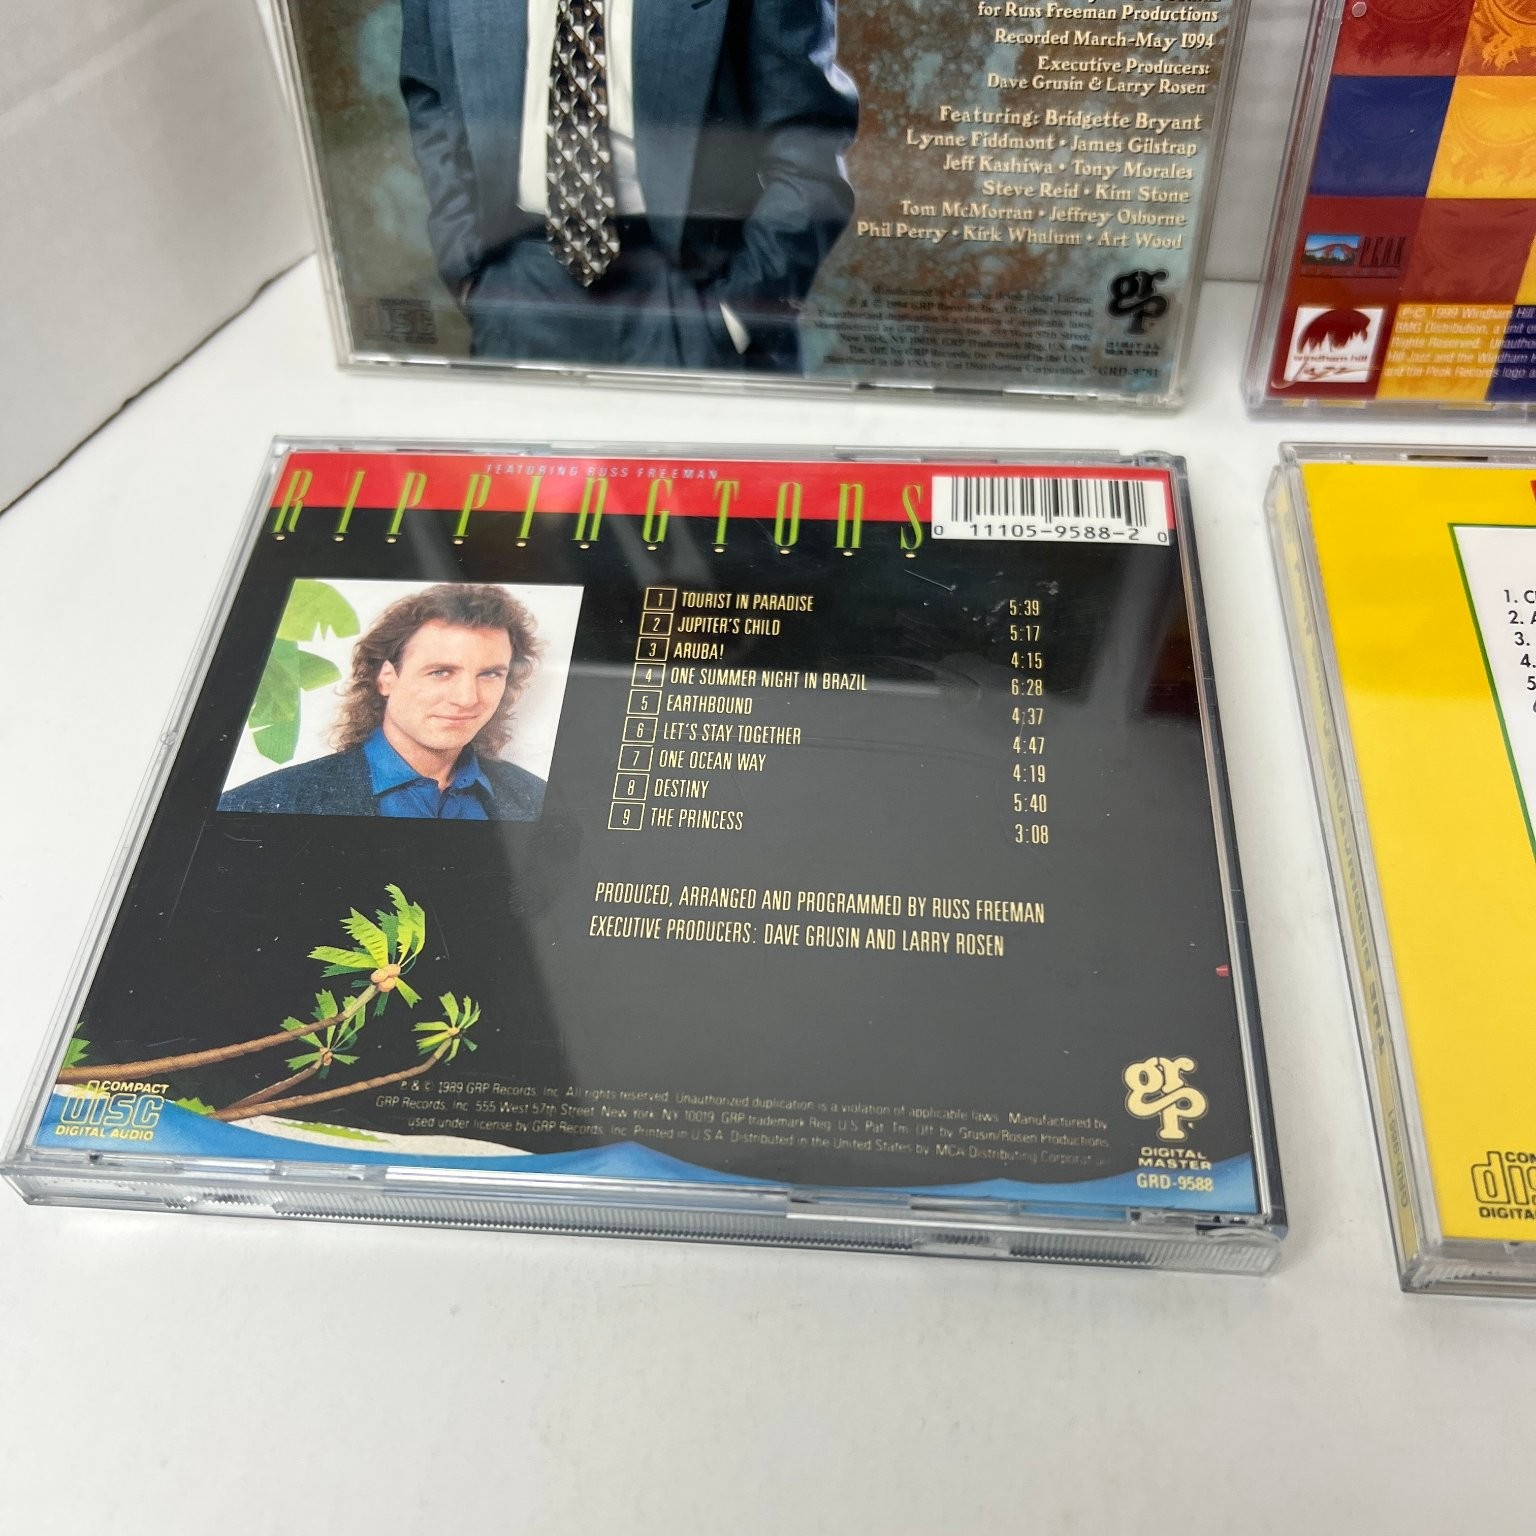 for Russ Freeman Productions
Recorded March-May 1994
Executive Producers:
Dave Grusin & Larry Rosen
Featuring: Bridgette Bryant
Lynne Fiddmont • James Gilstrap
Jeff Kashiwa • Tony Morales
Steve Reid • Kim Stone
Tom McMorran • Jeffrey Osborne
Phil Perry • Kirk Whalum • Art Wood
grp
DIGITAL
MASTER
GRD-9781
DISC
PEAK
windham hill
Jazz
℗© 1999 Windham Hill
BMG Distribution, a unit of
Rights Reserved. Unautho
Hill Jazz and the Windham H
and the Peak Records logo a
FEATURING RUSS FREEMAN
RIPPINGTONS
0 11105-9588-2 0
1 TOURIST IN PARADISE 5:39
2 JUPITER'S CHILD 5:17
3 ARUBA! 4:15
4 ONE SUMMER NIGHT IN BRAZIL 6:28
5 EARTHBOUND 4:37
6 LET'S STAY TOGETHER 4:47
7 ONE OCEAN WAY 4:19
8 DESTINY 5:40
9 THE PRINCESS 3:08
PRODUCED, ARRANGED AND PROGRAMMED BY RUSS FREEMAN
EXECUTIVE PRODUCERS: DAVE GRUSIN AND LARRY ROSEN
℗ & © 1989 GRP Records, Inc. All rights reserved. Unauthorized duplication is a violation of applicable laws. Manufactured by
GRP Records, Inc. 555 West 57th Street, New York, NY 10019. GRP trademark Reg. U.S. Pat. Tm. Off. by Grusin/Rosen Productions
used under license by GRP Records, Inc. Printed in U.S.A. Distributed in the United States by MCA Distributing Corporat
COMPACT
disc
DIGITAL AUDIO
grp
DIGITAL
MASTER
GRD-9588
1. C
2. A
3.
4.
5
COM
dis
DIGITA